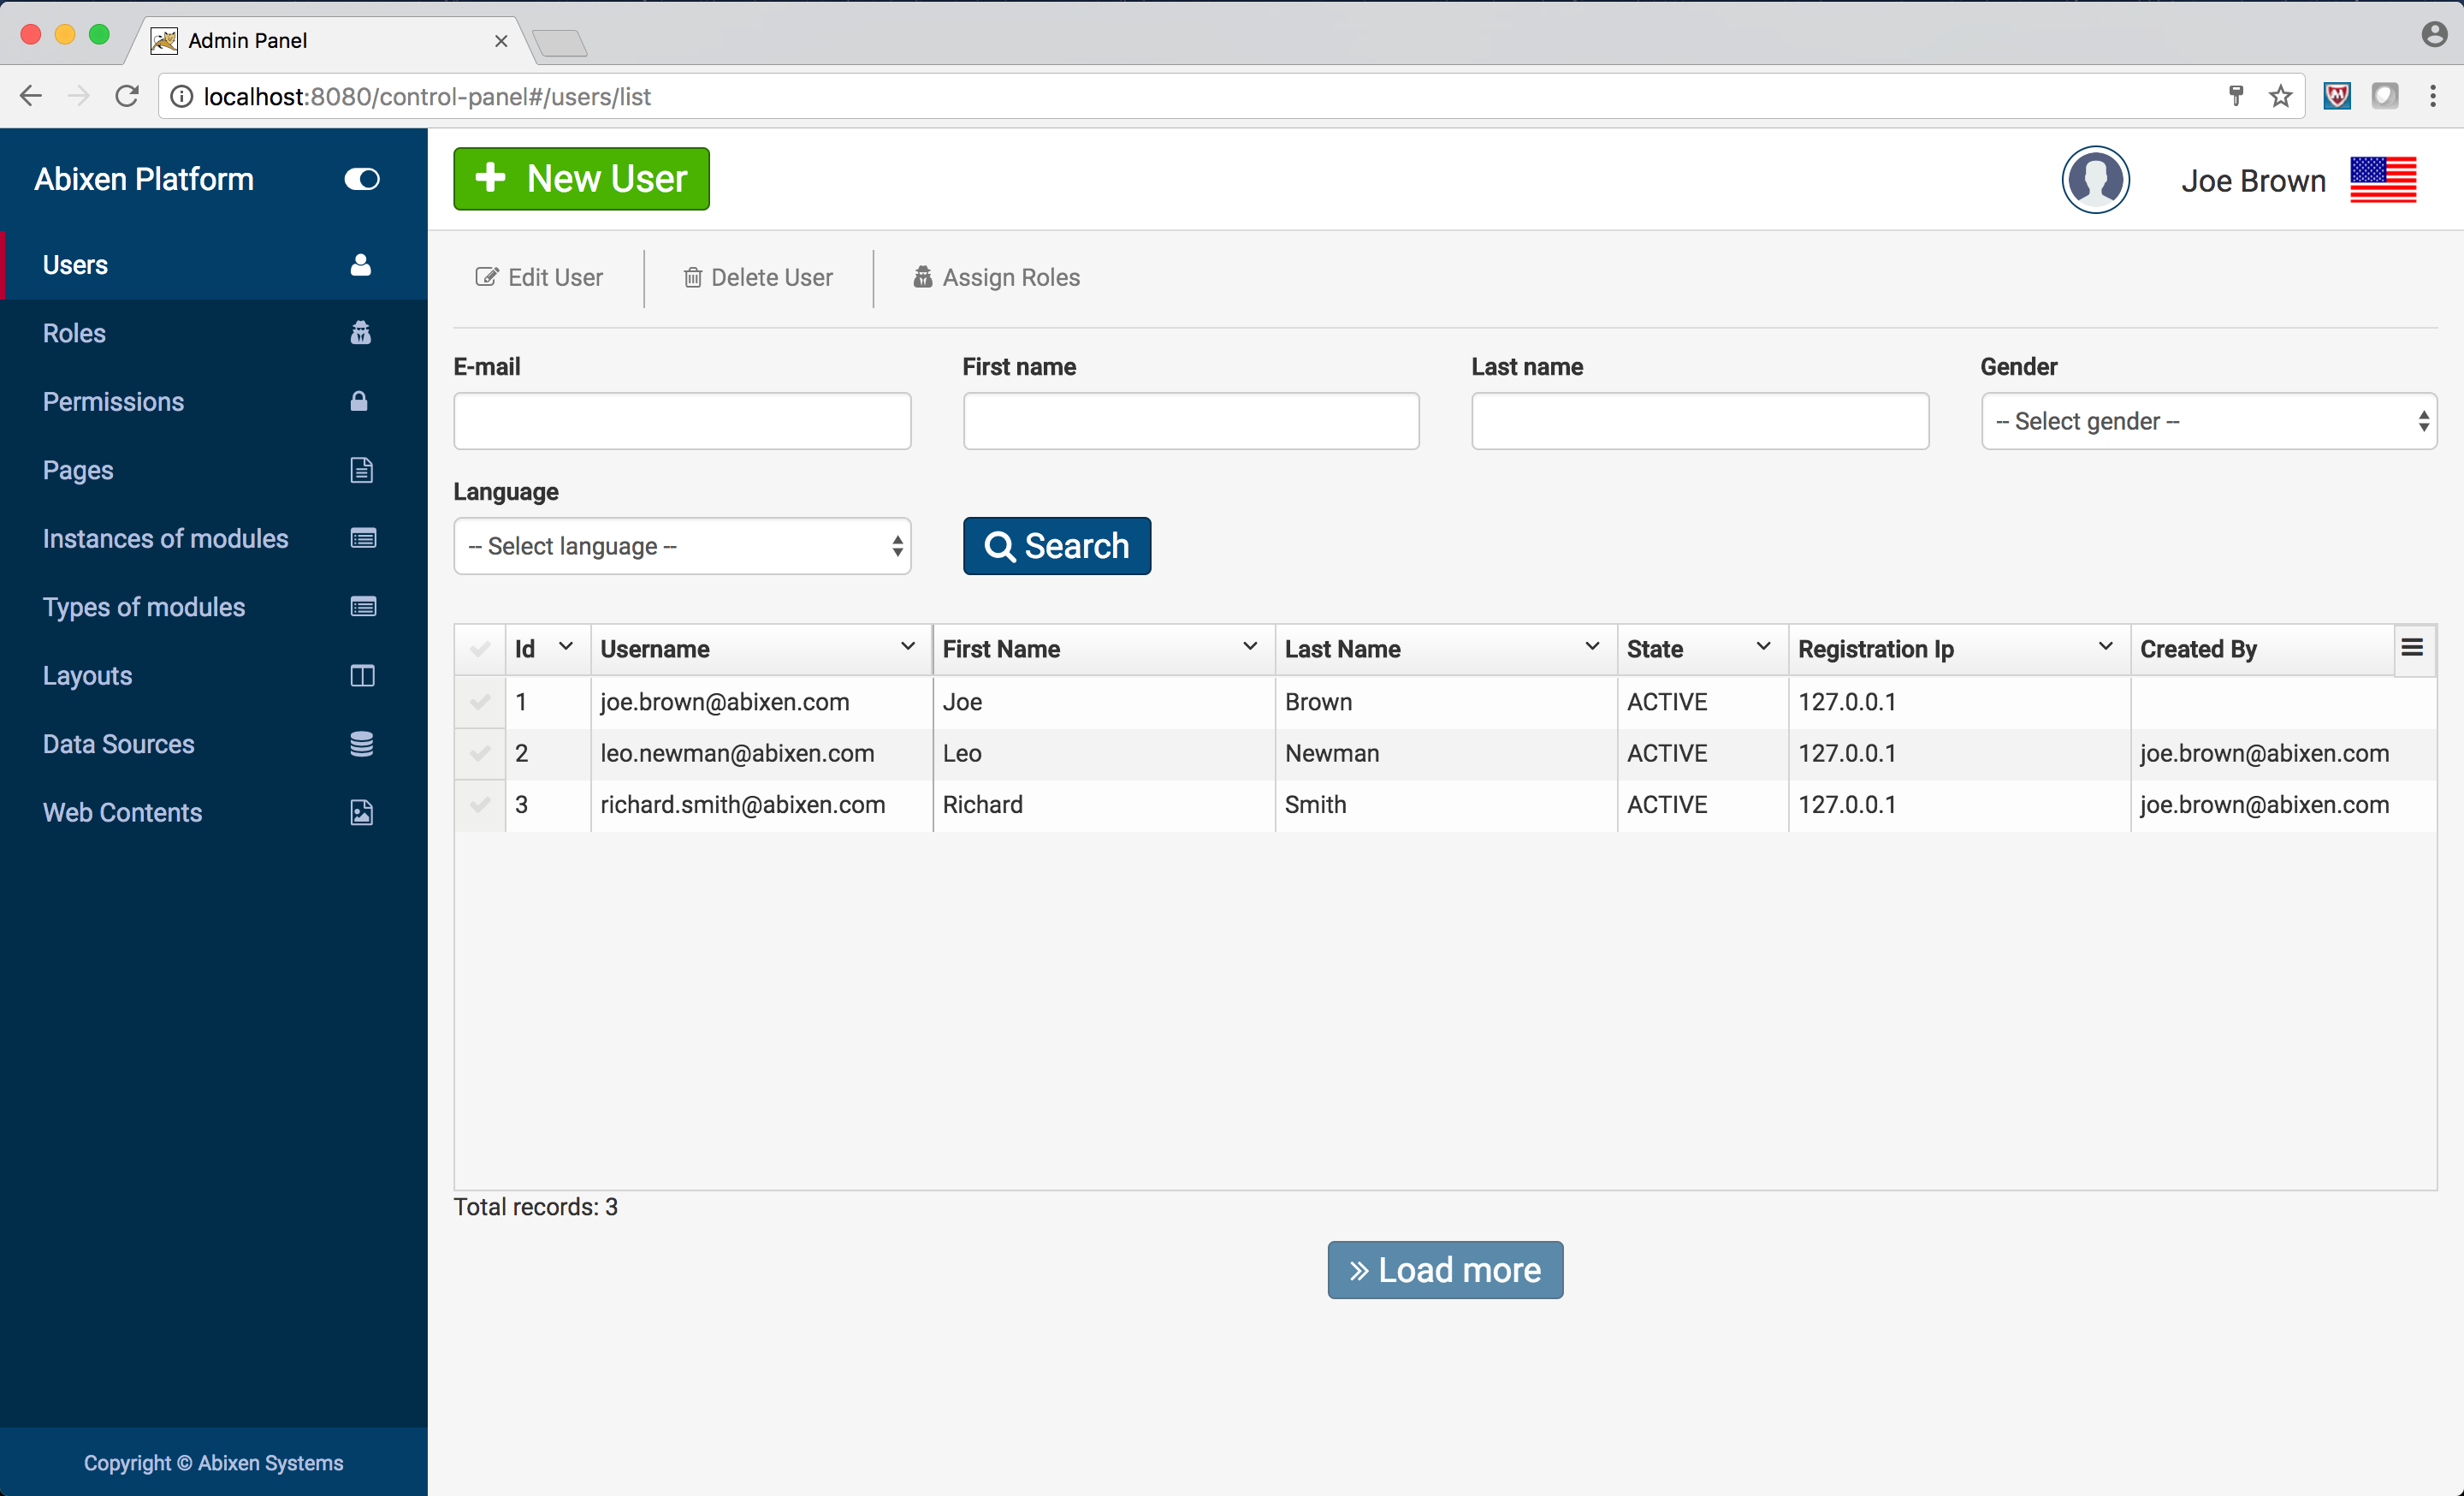 Admin Panel
localhost:8080/control-panel#/users/list
Abixen Platform
New User
Joe Brown
Users
Roles
Permissions
Pages
Instances of modules
Types of modules
Layouts
Data Sources
Web Contents
Copyright © Abixen Systems
Edit User Delete User Assign Roles
E-mail First name Last name Gender
-- Select gender --
Language
-- Select language -- Search
Id Username First Name Last Name State Registration Ip Created By
1 joe.brown@abixen.com Joe Brown ACTIVE 127.0.0.1
2 leo.newman@abixen.com Leo Newman ACTIVE 127.0.0.1 joe.brown@abixen.com
3 richard.smith@abixen.com Richard Smith ACTIVE 127.0.0.1 joe.brown@abixen.com
Total records: 3
Load more